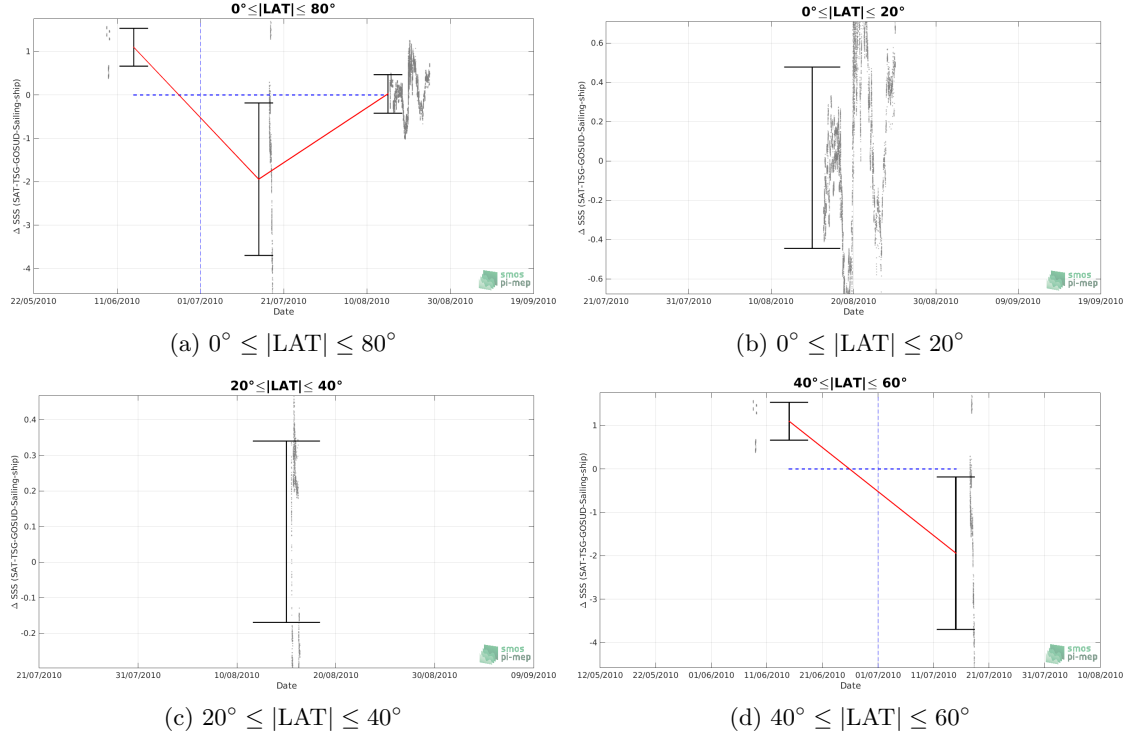 0°≤|LAT|≤ 80°
Δ SSS (SAT-TSG-GOSUD-Sailing-ship)
1
0
-1
-2
-3
-4
22/05/2010 11/06/2010 01/07/2010 21/07/2010 10/08/2010 30/08/2010 19/09/2010
Date
smos
pi-mep
(a) 0° ≤ |LAT| ≤ 80°
0°≤|LAT|≤ 20°
Δ SSS (SAT-TSG-GOSUD-Sailing-ship)
0.6
0.4
0.2
0
-0.2
-0.4
-0.6
21/07/2010 31/07/2010 10/08/2010 20/08/2010 30/08/2010 09/09/2010 19/09/2010
Date
smos
pi-mep
(b) 0° ≤ |LAT| ≤ 20°
20°≤|LAT|≤ 40°
Δ SSS (SAT-TSG-GOSUD-Sailing-ship)
0.4
0.3
0.2
0.1
0
-0.1
-0.2
21/07/2010 31/07/2010 10/08/2010 20/08/2010 30/08/2010 09/09/2010
Date
smos
pi-mep
(c) 20° ≤ |LAT| ≤ 40°
40°≤|LAT|≤ 60°
Δ SSS (SAT-TSG-GOSUD-Sailing-ship)
1
0
-1
-2
-3
-4
12/05/2010 22/05/2010 01/06/2010 11/06/2010 21/06/2010 01/07/2010 11/07/2010 21/07/2010 31/07/2010 10/08/2010
Date
smos
pi-mep
(d) 40° ≤ |LAT| ≤ 60°